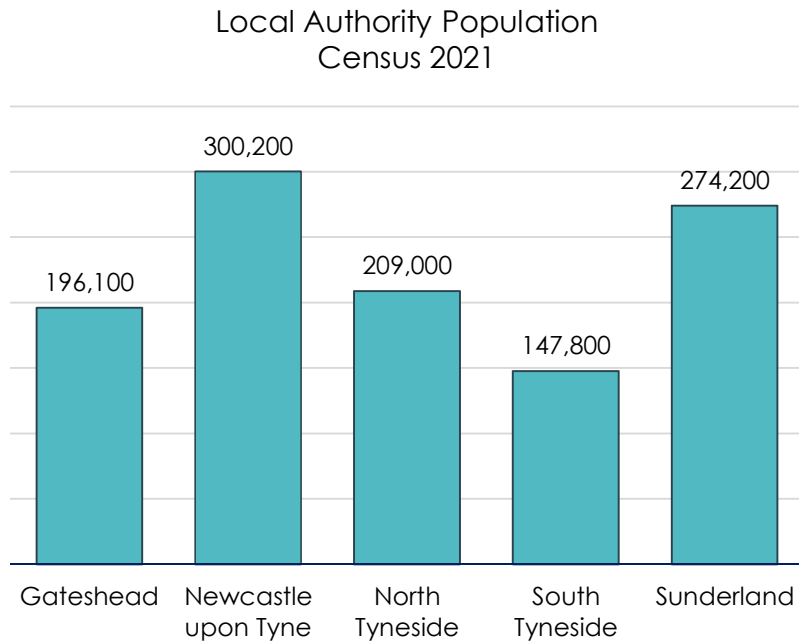 Local Authority Population
Census 2021
300,200
274,200
196,100
209,000
147,800
Gateshead
Newcastle
upon Tyne
North
Tyneside
South
Tyneside
Sunderland